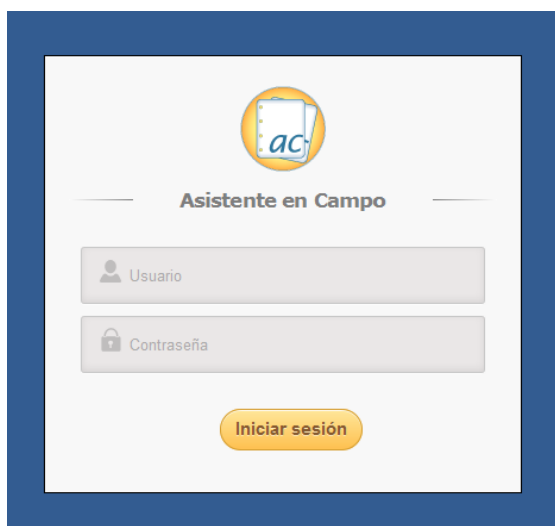 ac
Asistente en Campo
Usuario
Contraseña
Iniciar sesión